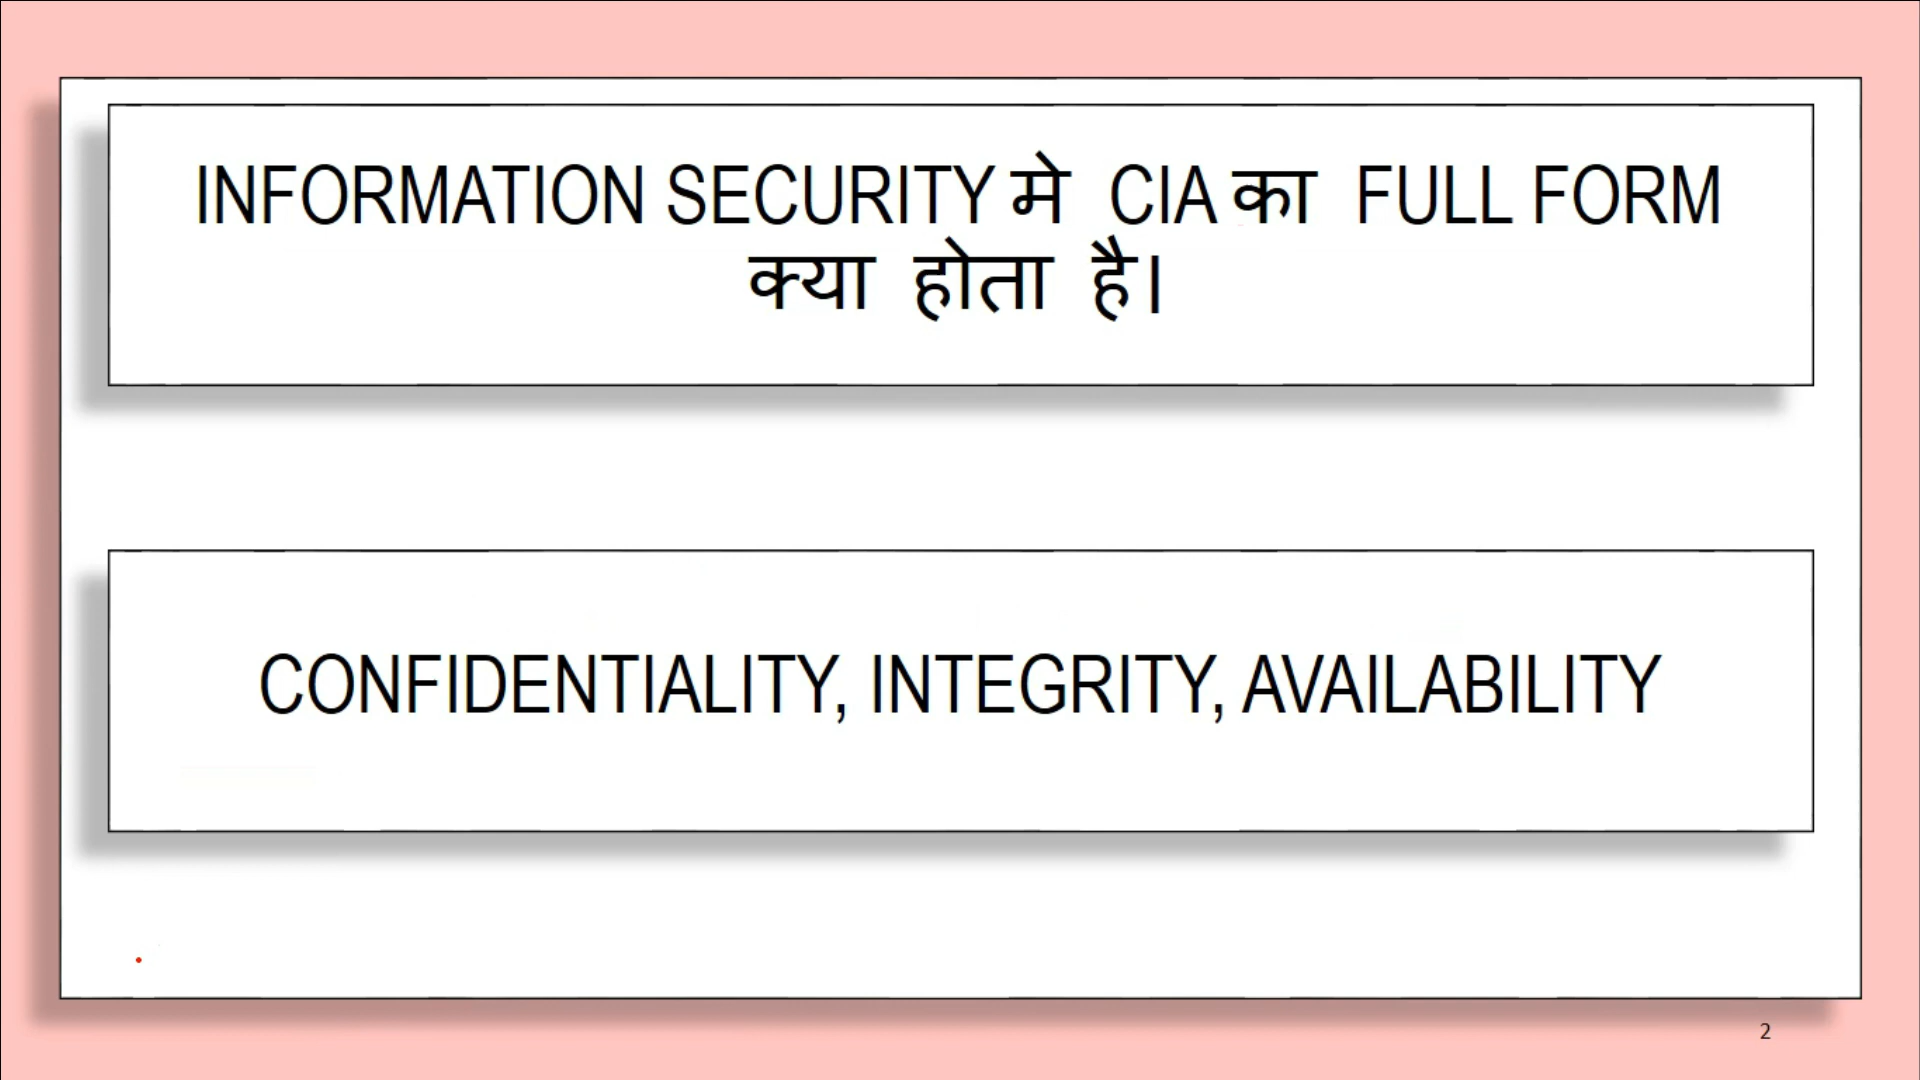 INFORMATION SECURITY मे CIA का FULL FORM
क्या होता है।
CONFIDENTIALITY, INTEGRITY, AVAILABILITY
2